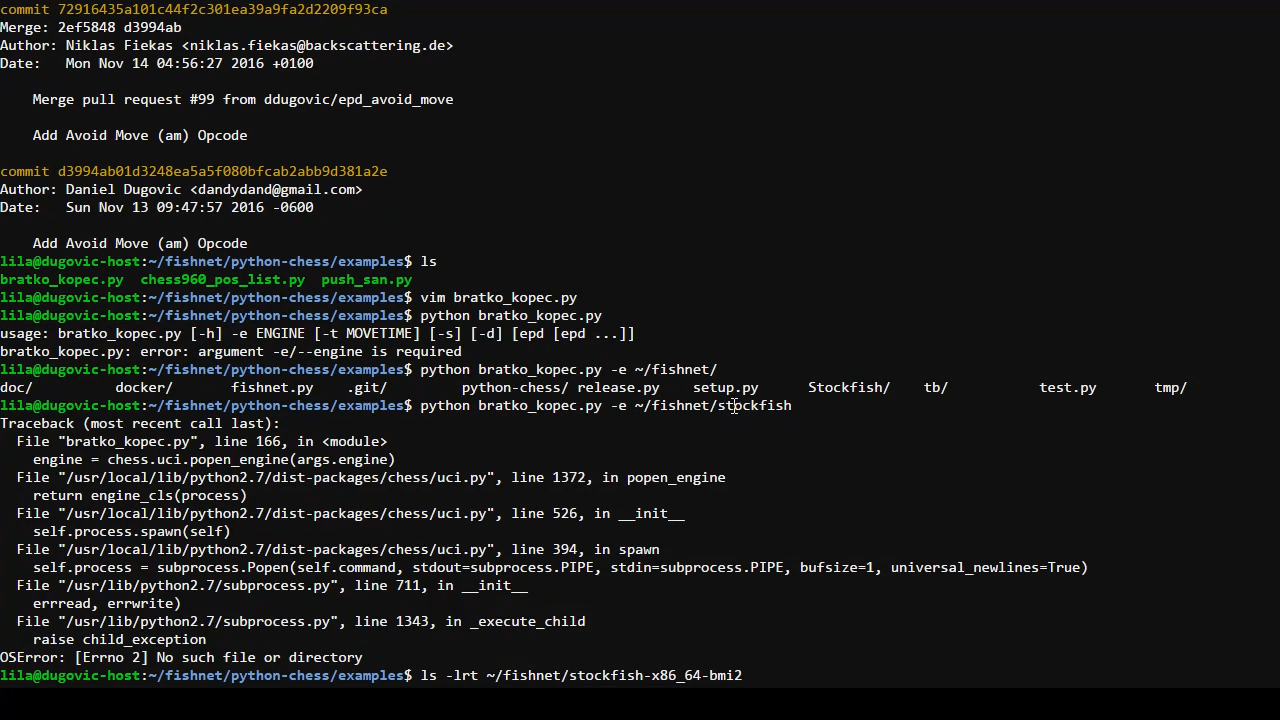 commit 72916435a101c44f2c301ea39a9fa2d2209f93ca
Merge: 2ef5848 d3994ab
Author: Niklas Fiekas <niklas.fiekas@backscattering.de>
Date:   Mon Nov 14 04:56:27 2016 +0100

    Merge pull request #99 from ddugovic/epd_avoid_move

    Add Avoid Move (am) Opcode

commit d3994ab01d3248ea5a5f080bfcab2abb9d381a2e
Author: Daniel Dugovic <dandydand@gmail.com>
Date:   Sun Nov 13 09:47:57 2016 -0600

    Add Avoid Move (am) Opcode
lila@dugovic-host:~/fishnet/python-chess/examples$ ls
bratko_kopec.py  chess960_pos_list.py  push_san.py
lila@dugovic-host:~/fishnet/python-chess/examples$ vim bratko_kopec.py
lila@dugovic-host:~/fishnet/python-chess/examples$ python bratko_kopec.py
usage: bratko_kopec.py [-h] -e ENGINE [-t MOVETIME] [-s] [-d] [epd [epd ...]]
bratko_kopec.py: error: argument -e/--engine is required
lila@dugovic-host:~/fishnet/python-chess/examples$ python bratko_kopec.py -e ~/fishnet/
doc/          docker/       fishnet.py    .git/         python-chess/ release.py    setup.py      Stockfish/    tb/           test.py       tmp/
lila@dugovic-host:~/fishnet/python-chess/examples$ python bratko_kopec.py -e ~/fishnet/stockfish
Traceback (most recent call last):
  File "bratko_kopec.py", line 166, in <module>
    engine = chess.uci.popen_engine(args.engine)
  File "/usr/local/lib/python2.7/dist-packages/chess/uci.py", line 1372, in popen_engine
    return engine_cls(process)
  File "/usr/local/lib/python2.7/dist-packages/chess/uci.py", line 526, in __init__
    self.process.spawn(self)
  File "/usr/local/lib/python2.7/dist-packages/chess/uci.py", line 394, in spawn
    self.process = subprocess.Popen(self.command, stdout=subprocess.PIPE, stdin=subprocess.PIPE, bufsize=1, universal_newlines=True)
  File "/usr/lib/python2.7/subprocess.py", line 711, in __init__
    errread, errwrite)
  File "/usr/lib/python2.7/subprocess.py", line 1343, in _execute_child
    raise child_exception
OSError: [Errno 2] No such file or directory
lila@dugovic-host:~/fishnet/python-chess/examples$ ls -lrt ~/fishnet/stockfish-x86_64-bmi2